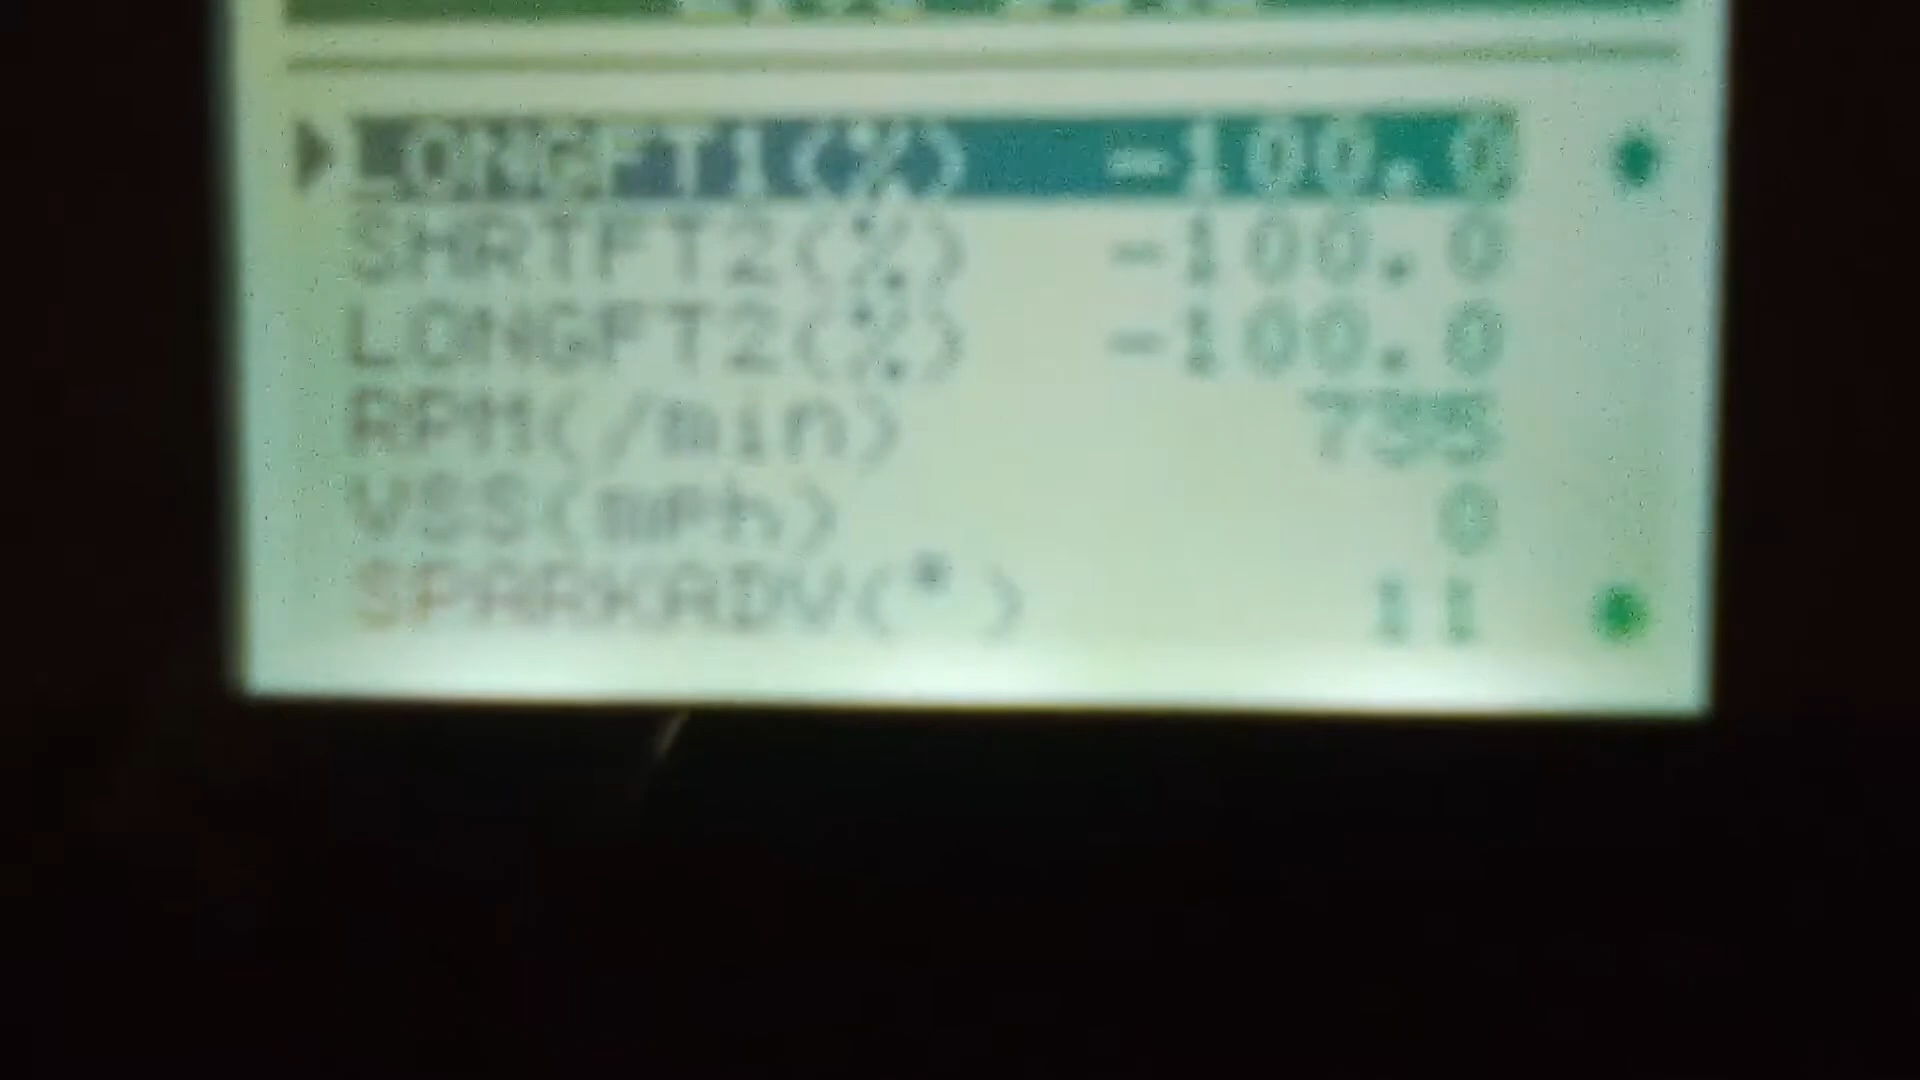 LONGFT1(%) -100.0
SHRTFT2(%) -100.0
LONGFT2(%) -100.0
RPM(/min) 735
VSS(mph) 0
SPARKADV(°) 11